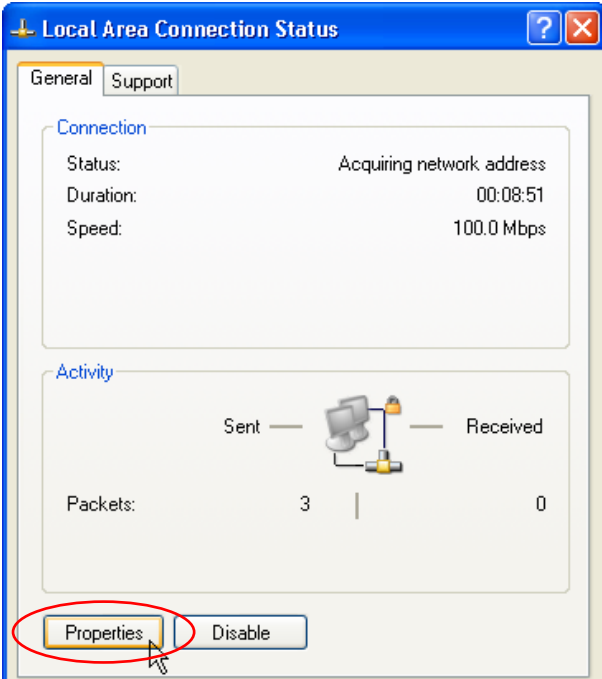 Local Area Connection Status
General Support
Connection
Status: Acquiring network address
Duration: 00:08:51
Speed: 100.0 Mbps
Activity
Sent Received
Packets: 3 0
Properties Disable